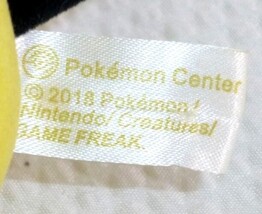 Pokémon Center
© 2018 Pokémon /
Nintendo/ Creatures/
GAME FREAK.